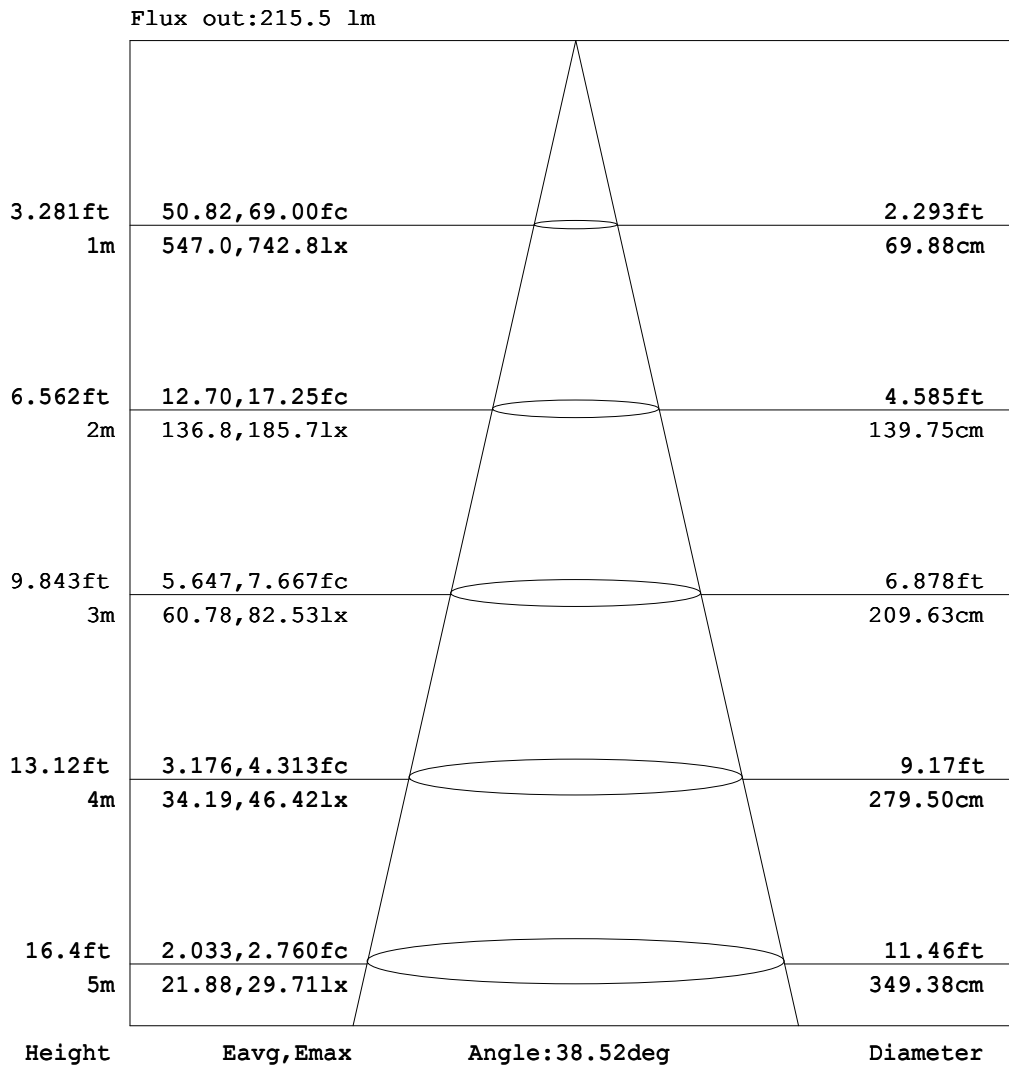 Flux out:215.5 lm
3.281ft 50.82,69.00fc 2.293ft
1m 547.0,742.8lx 69.88cm
6.562ft 12.70,17.25fc 4.585ft
2m 136.8,185.7lx 139.75cm
9.843ft 5.647,7.667fc 6.878ft
3m 60.78,82.53lx 209.63cm
13.12ft 3.176,4.313fc 9.17ft
4m 34.19,46.42lx 279.50cm
16.4ft 2.033,2.760fc 11.46ft
5m 21.88,29.71lx 349.38cm
Height Eavg,Emax Angle:38.52deg Diameter